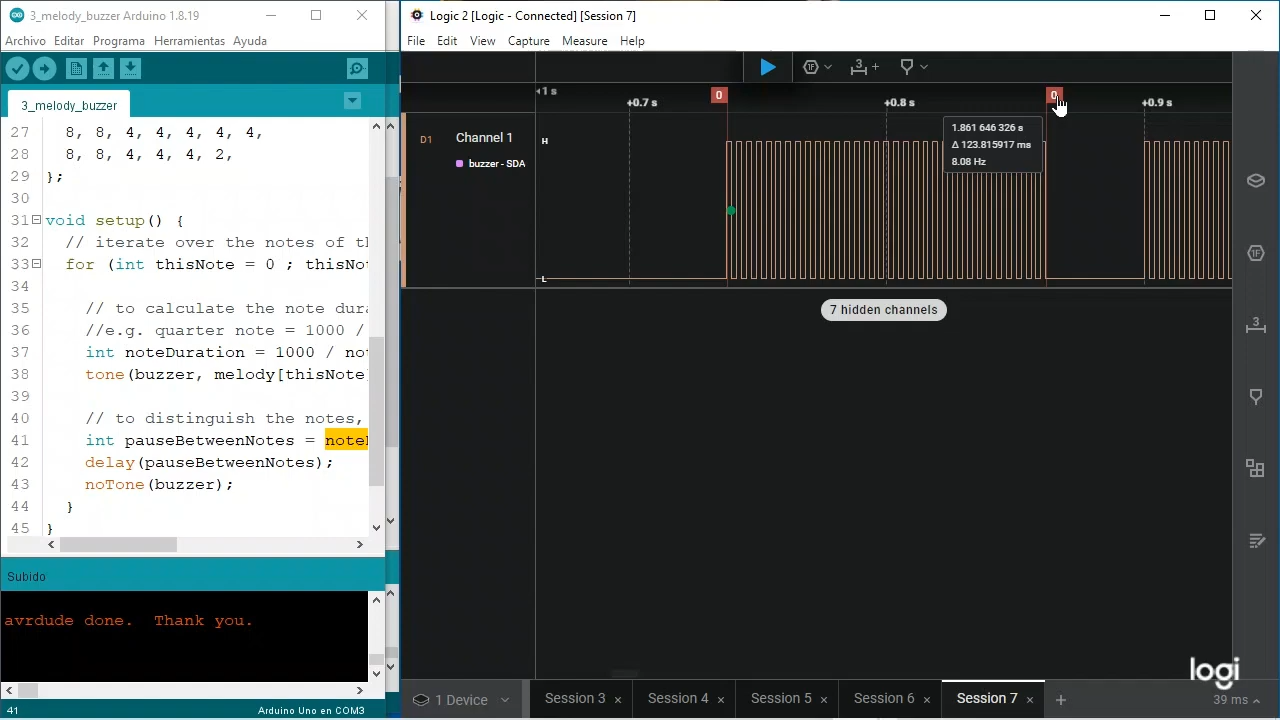 3_melody_buzzer Arduino 1.8.19
Archivo Editar Programa Herramientas Ayuda
3_melody_buzzer
27 8, 8, 4, 4, 4, 4, 4,
28 8, 8, 4, 4, 4, 2,
29 };
30
31 void setup() {
32 // iterate over the notes of th
33 for (int thisNote = 0 ; thisNo
34
35 // to calculate the note dura
36 //e.g. quarter note = 1000 /
37 int noteDuration = 1000 / no
38 tone(buzzer, melody[thisNote]
39
40 // to distinguish the notes,
41 int pauseBetweenNotes = note
42 delay(pauseBetweenNotes);
43 noTone(buzzer);
44 }
45 }
Subido
avrdude done. Thank you.
41 Arduino Uno en COM3
Logic 2 [Logic - Connected] [Session 7]
File Edit View Capture Measure Help
1F 3 +
1 s +0.7 s 0 +0.8 s 0 +0.9 s
D1 Channel 1 H
buzzer - SDA
L
1.861 646 326 s
Δ 123.815917 ms
8.08 Hz
7 hidden channels
1F
3
logi
1 Device Session 3 × Session 4 × Session 5 × Session 6 × Session 7 × + 39 ms